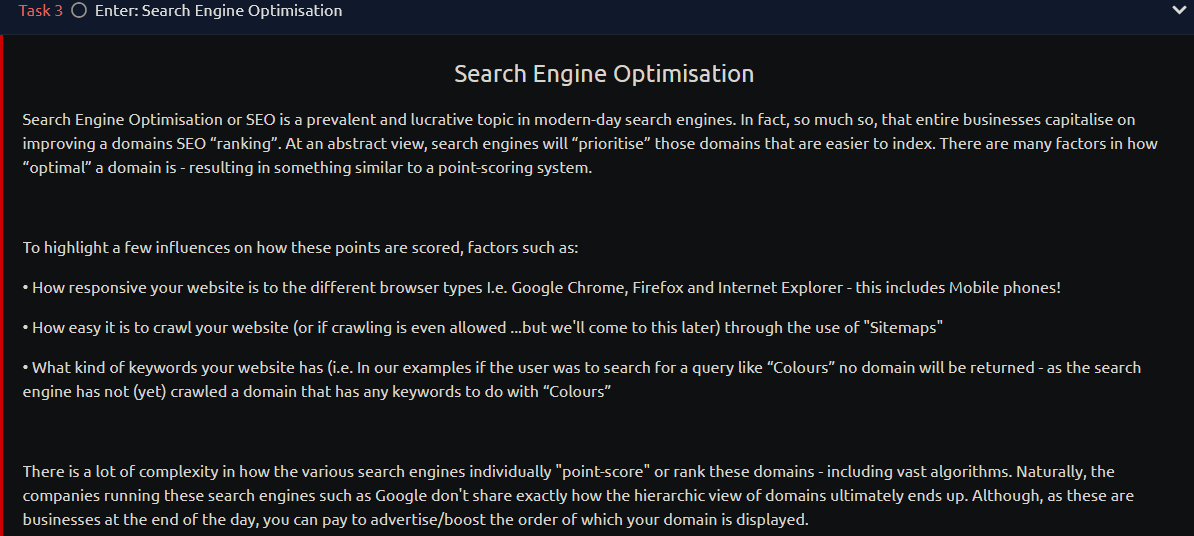 Task 3 Enter: Search Engine Optimisation
Search Engine Optimisation
Search Engine Optimisation or SEO is a prevalent and lucrative topic in modern-day search engines. In fact, so much so, that entire businesses capitalise on
improving a domains SEO “ranking”. At an abstract view, search engines will “prioritise” those domains that are easier to index. There are many factors in how
“optimal” a domain is - resulting in something similar to a point-scoring system.
To highlight a few influences on how these points are scored, factors such as:
• How responsive your website is to the different browser types I.e. Google Chrome, Firefox and Internet Explorer - this includes Mobile phones!
• How easy it is to crawl your website (or if crawling is even allowed ...but we'll come to this later) through the use of "Sitemaps"
• What kind of keywords your website has (i.e. In our examples if the user was to search for a query like “Colours” no domain will be returned - as the search
engine has not (yet) crawled a domain that has any keywords to do with “Colours”
There is a lot of complexity in how the various search engines individually "point-score" or rank these domains - including vast algorithms. Naturally, the
companies running these search engines such as Google don't share exactly how the hierarchic view of domains ultimately ends up. Although, as these are
businesses at the end of the day, you can pay to advertise/boost the order of which your domain is displayed.